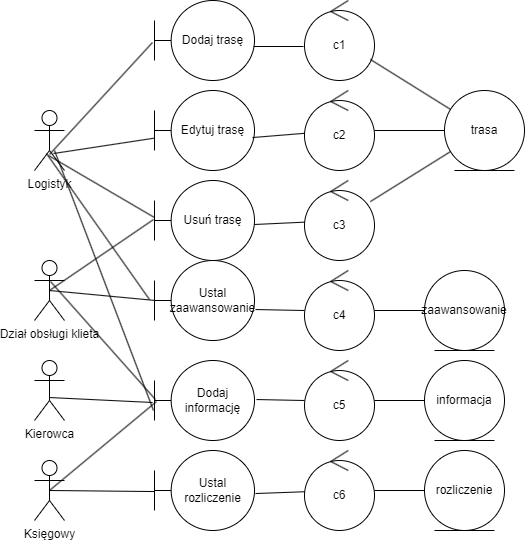 Dodaj trasę
c1
Edytuj trasę
c2
trasa
Logistyk
Usuń trasę
c3
Ustal
zaawansowanie
c4
zaawansowanie
Dział obsługi klieta
Dodaj
informację
c5
informacja
Kierowca
Ustal
rozliczenie
c6
rozliczenie
Księgowy